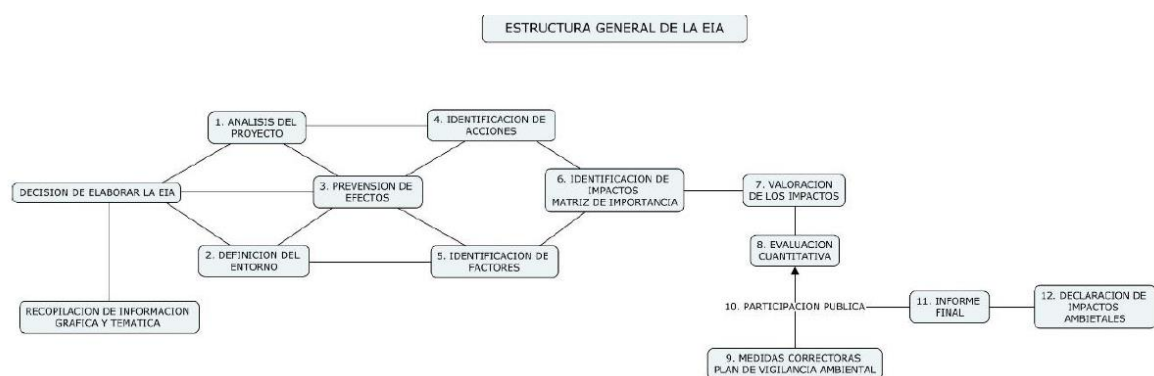 ESTRUCTURA GENERAL DE LA EIA
1. ANALISIS DEL
PROYECTO
4. IDENTIFICACION DE
ACCIONES
DECISION DE ELABORAR LA EIA
3. PREVENSION DE
EFECTOS
6. IDENTIFICACION DE
IMPACTOS
MATRIZ DE IMPORTANCIA
7. VALORACION
DE LOS IMPACTOS
2. DEFINICION DEL
ENTORNO
5. IDENTIFICACION DE
FACTORES
8. EVALUACION
CUANTITATIVA
RECOPILACION DE INFORMACION
GRAFICA Y TEMATICA
10. PARTICIPACION PUBLICA
11. INFORME
FINAL
12. DECLARACION DE
IMPACTOS
AMBIETALES
9. MEDIDAS CORRECTORAS
PLAN DE VIGILANCIA AMBIENTAL